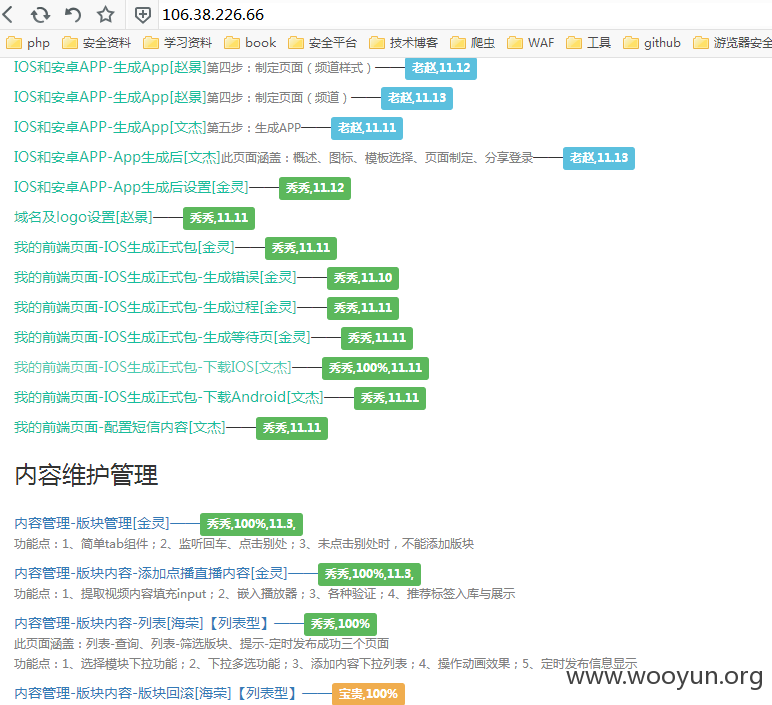 106.38.226.66
php 安全资料 学习资料 book 安全平台 技术博客 爬虫 WAF 工具 github 游览器安全
IOS和安卓APP-生成App[赵景]第四步：制定页面（频道样式）——老赵,11.12
IOS和安卓APP-生成App[赵景]第四步：制定页面（频道）——老赵,11.13
IOS和安卓APP-生成App[文杰]第五步：生成APP——老赵,11.11
IOS和安卓APP-App生成后[文杰]此页面涵盖：概述、图标、模板选择、页面制定、分享登录——老赵,11.13
IOS和安卓APP-App生成后设置[金灵]——秀秀,11.12
域名及logo设置[赵景]——秀秀,11.11
我的前端页面-IOS生成正式包[金灵]——秀秀,11.11
我的前端页面-IOS生成正式包-生成错误[金灵]——秀秀,11.10
我的前端页面-IOS生成正式包-生成过程[金灵]——秀秀,11.11
我的前端页面-IOS生成正式包-生成等待页[金灵]——秀秀,11.11
我的前端页面-IOS生成正式包-下载IOS[文杰]——秀秀,100%,11.11
我的前端页面-IOS生成正式包-下载Android[文杰]——秀秀,11.11
我的前端页面-配置短信内容[文杰]——秀秀,11.11
内容维护管理
内容管理-版块管理[金灵]——秀秀,100%,11.3,
功能点：1、简单tab组件；2、监听回车、点击别处；3、未点击别处时，不能添加版块
内容管理-版块内容-添加点播直播内容[金灵]——秀秀,100%,11.3,
功能点：1、提取视频内容填充input；2、嵌入播放器；3、各种验证；4、推荐标签入库与展示
内容管理-版块内容-列表[海荣]【列表型】——秀秀,100%
此页面涵盖：列表-查询、列表-筛选版块、提示-定时发布成功三个页面
功能点：1、选择模块下拉功能；2、下拉多选功能；3、添加内容下拉列表；4、操作动画效果；5、定时发布信息显示
内容管理-版块内容-版块回滚[海荣]【列表型】——宝贵,100%
www.wooyun.org